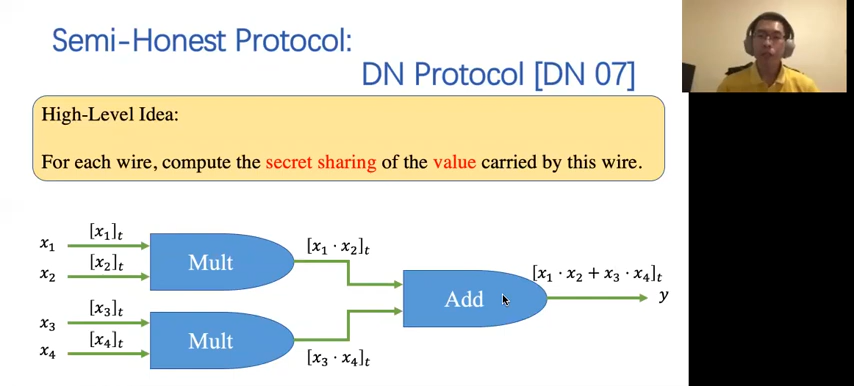 Semi-Honest Protocol:
DN Protocol [DN 07]
High-Level Idea:
For each wire, compute the secret sharing of the value carried by this wire.
x₁ [x₁]ₜ
x₂ [x₂]ₜ
Mult
[x₁ · x₂]ₜ
x₃ [x₃]ₜ
x₄ [x₄]ₜ
Mult
[x₃ · x₄]ₜ
Add
[x₁ · x₂ + x₃ · x₄]ₜ
y